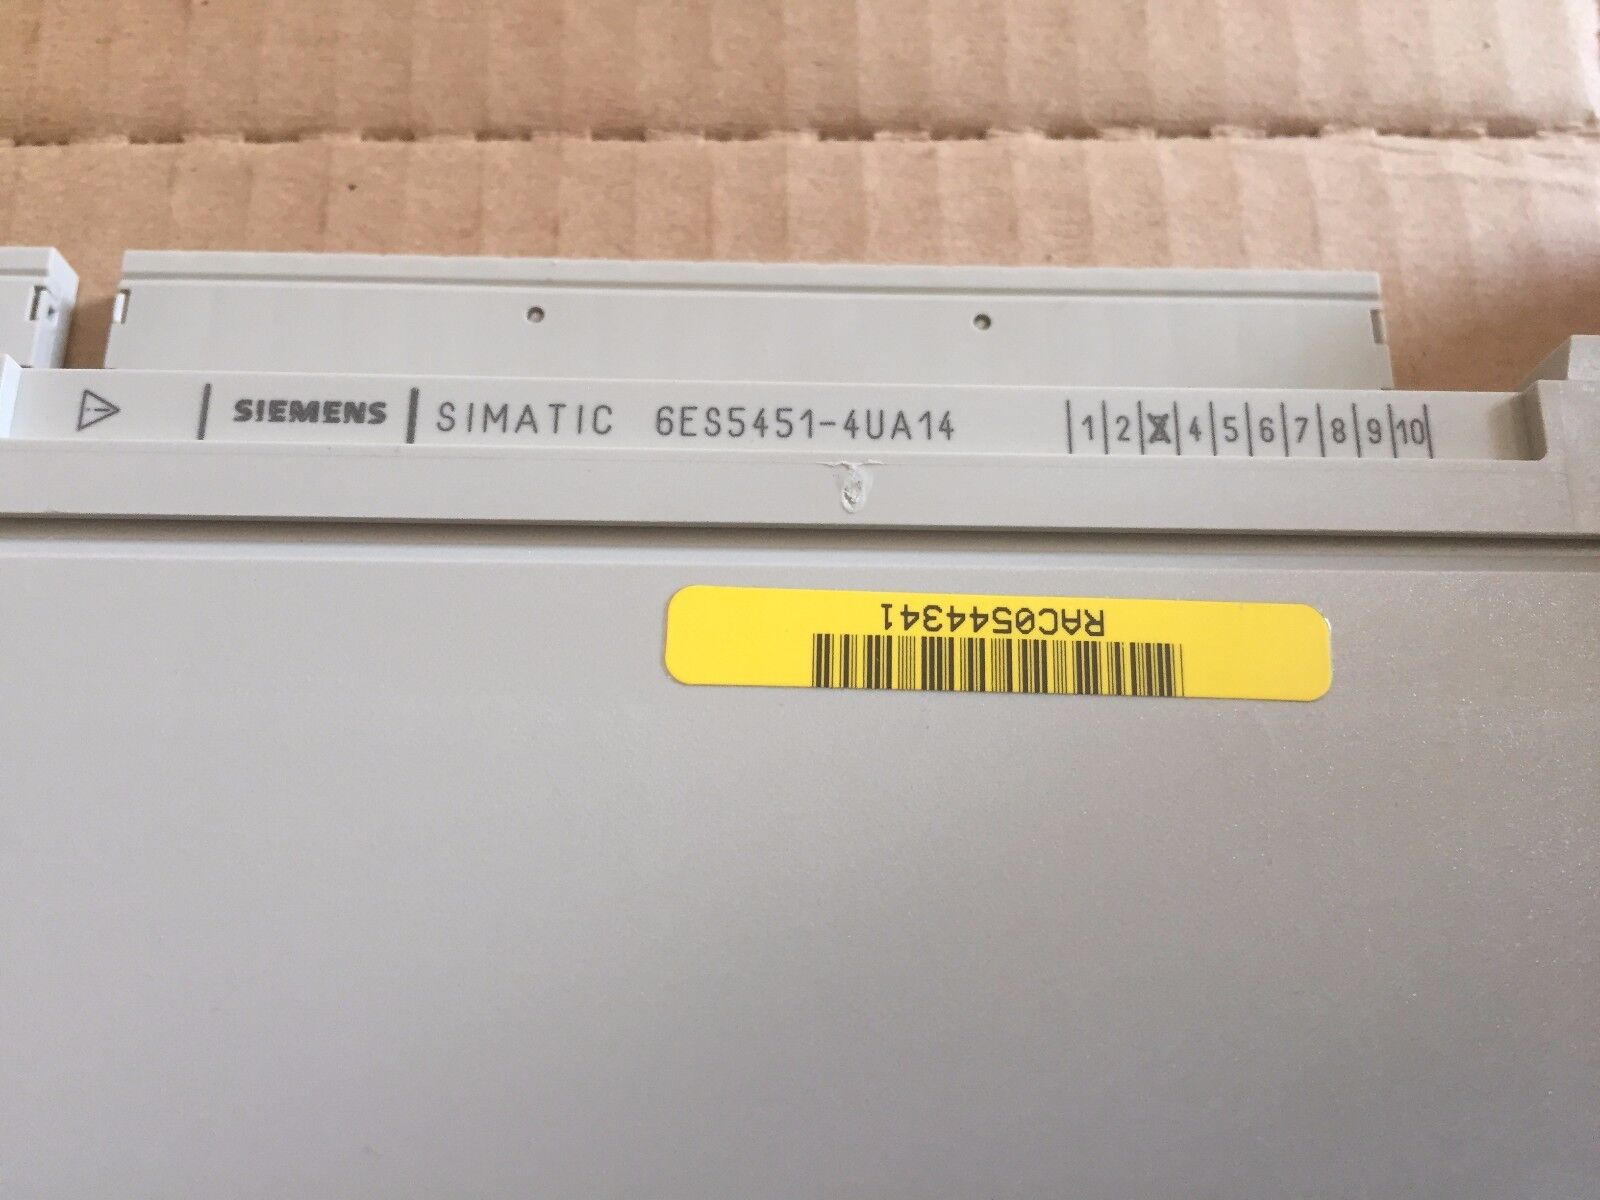 SIEMENS SIMATIC 6ES5451-4UA14 1 2 X 4 5 6 7 8 9 10
RAC0544341